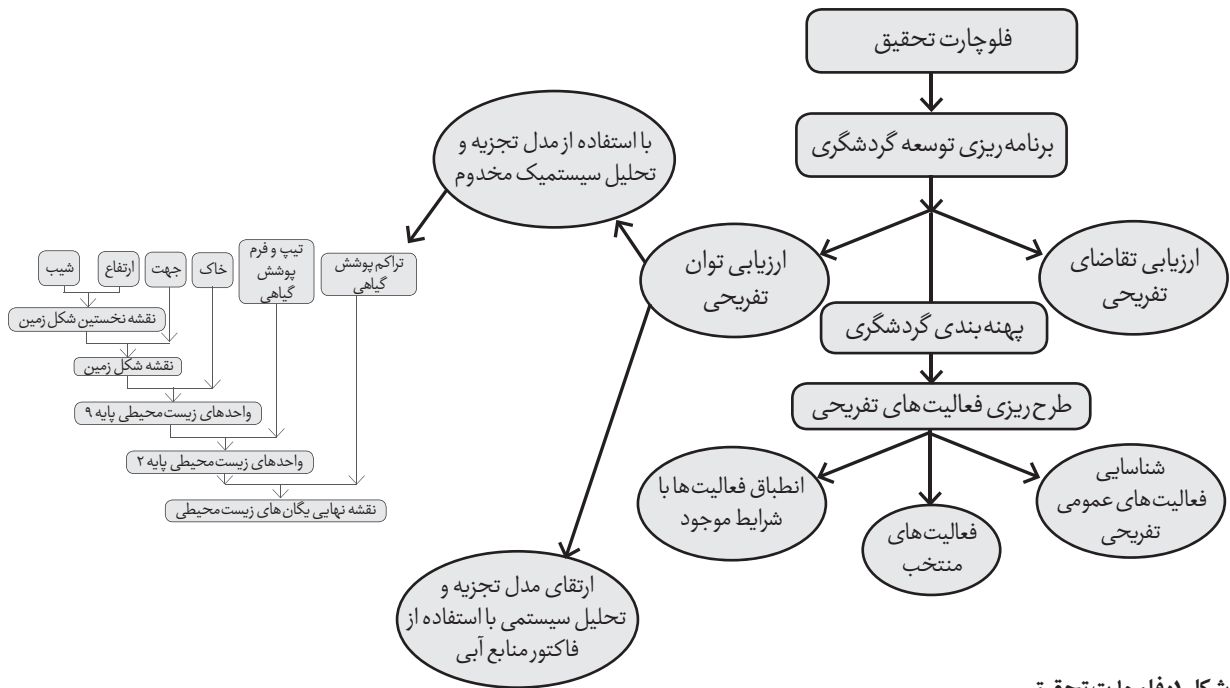 فلوچارت تحقیق
برنامه‌ریزی توسعه گردشگری
ارزیابی تقاضای
تفریحی
ارزیابی توان
تفریحی
پهنه‌بندی گردشگری
طرح‌ریزی فعالیت‌های تفریحی
شناسایی
فعالیت‌های عمومی
تفریحی
فعالیت‌های
منتخب
انطباق فعالیت‌ها با
شرایط موجود
با استفاده از مدل تجزیه و
تحلیل سیستمیک مخدوم
ارتقای مدل تجزیه و
تحلیل سیستمی با استفاده از
فاکتور منابع آبی
تراکم پوشش
گیاهی
تیپ و فرم
پوشش
گیاهی
خاک
جهت
ارتفاع
شیب
نقشه نخستین شکل زمین
نقشه شکل زمین
واحدهای زیست‌محیطی پایه ۹
واحدهای زیست‌محیطی پایه ۲
نقشه نهایی یگان‌های زیست‌محیطی